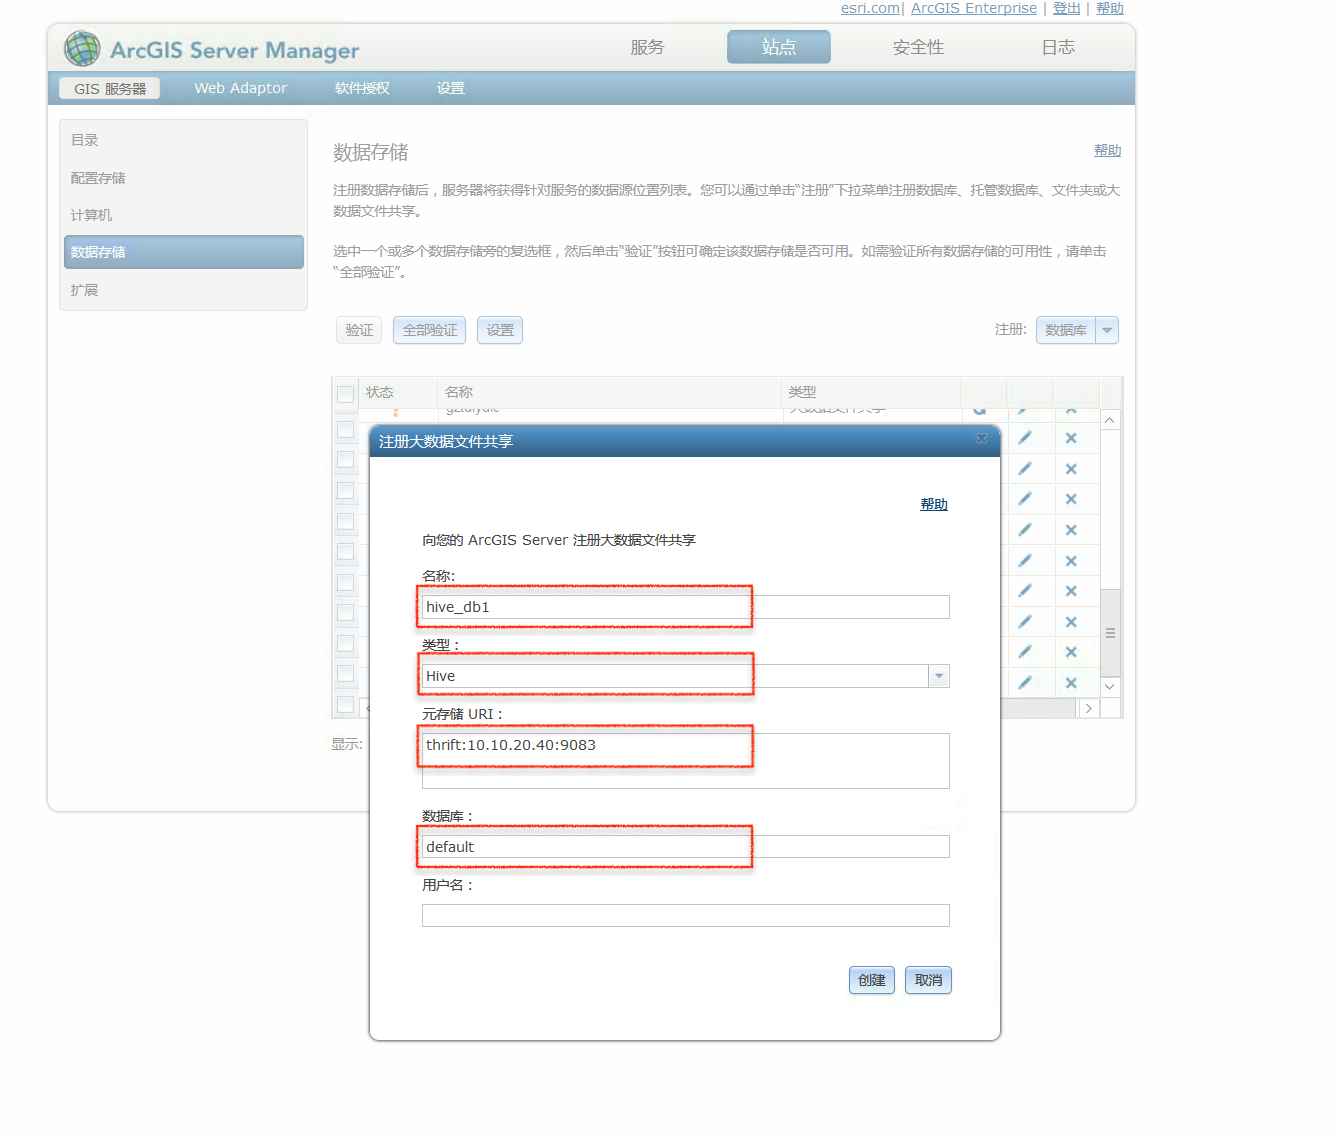 esri.com| ArcGIS Enterprise | 登出 | 帮助
ArcGIS Server Manager
服务 站点 安全性 日志
GIS 服务器 Web Adaptor 软件授权 设置
目录
配置存储
计算机
数据存储
扩展
数据存储 帮助
注册数据存储后，服务器将获得针对服务的数据源位置列表。您可以通过单击“注册”下拉菜单注册数据库、托管数据库、文件夹或大
数据文件共享。
选中一个或多个数据存储旁的复选框，然后单击“验证”按钮可确定该数据存储是否可用。如需验证所有数据存储的可用性，请单击
“全部验证”。
验证 全部验证 设置 注册: 数据库
状态 名称 类型
大数据文件共享
显示:
注册大数据文件共享
帮助
向您的 ArcGIS Server 注册大数据文件共享
名称:
hive_db1
类型：
Hive
元存储 URI：
thrift:10.10.20.40:9083
数据库：
default
用户名：
创建 取消